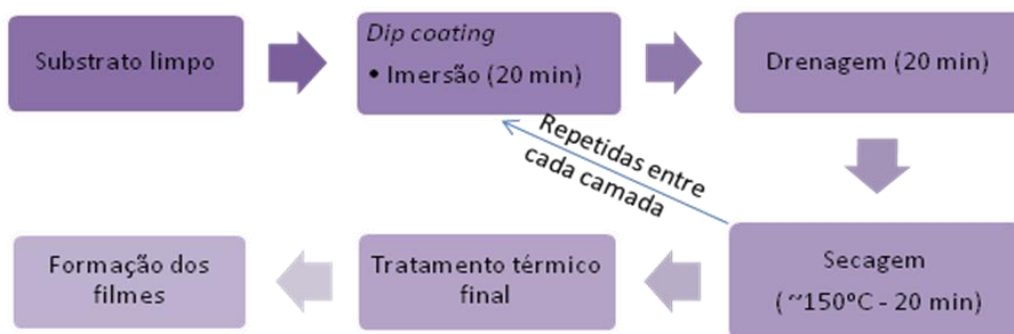 Substrato limpo
Dip coating
• Imersão (20 min)
Drenagem (20 min)
Repetidas entre
cada camada
Secagem
(~150ºC - 20 min)
Tratamento térmico
final
Formação dos
filmes